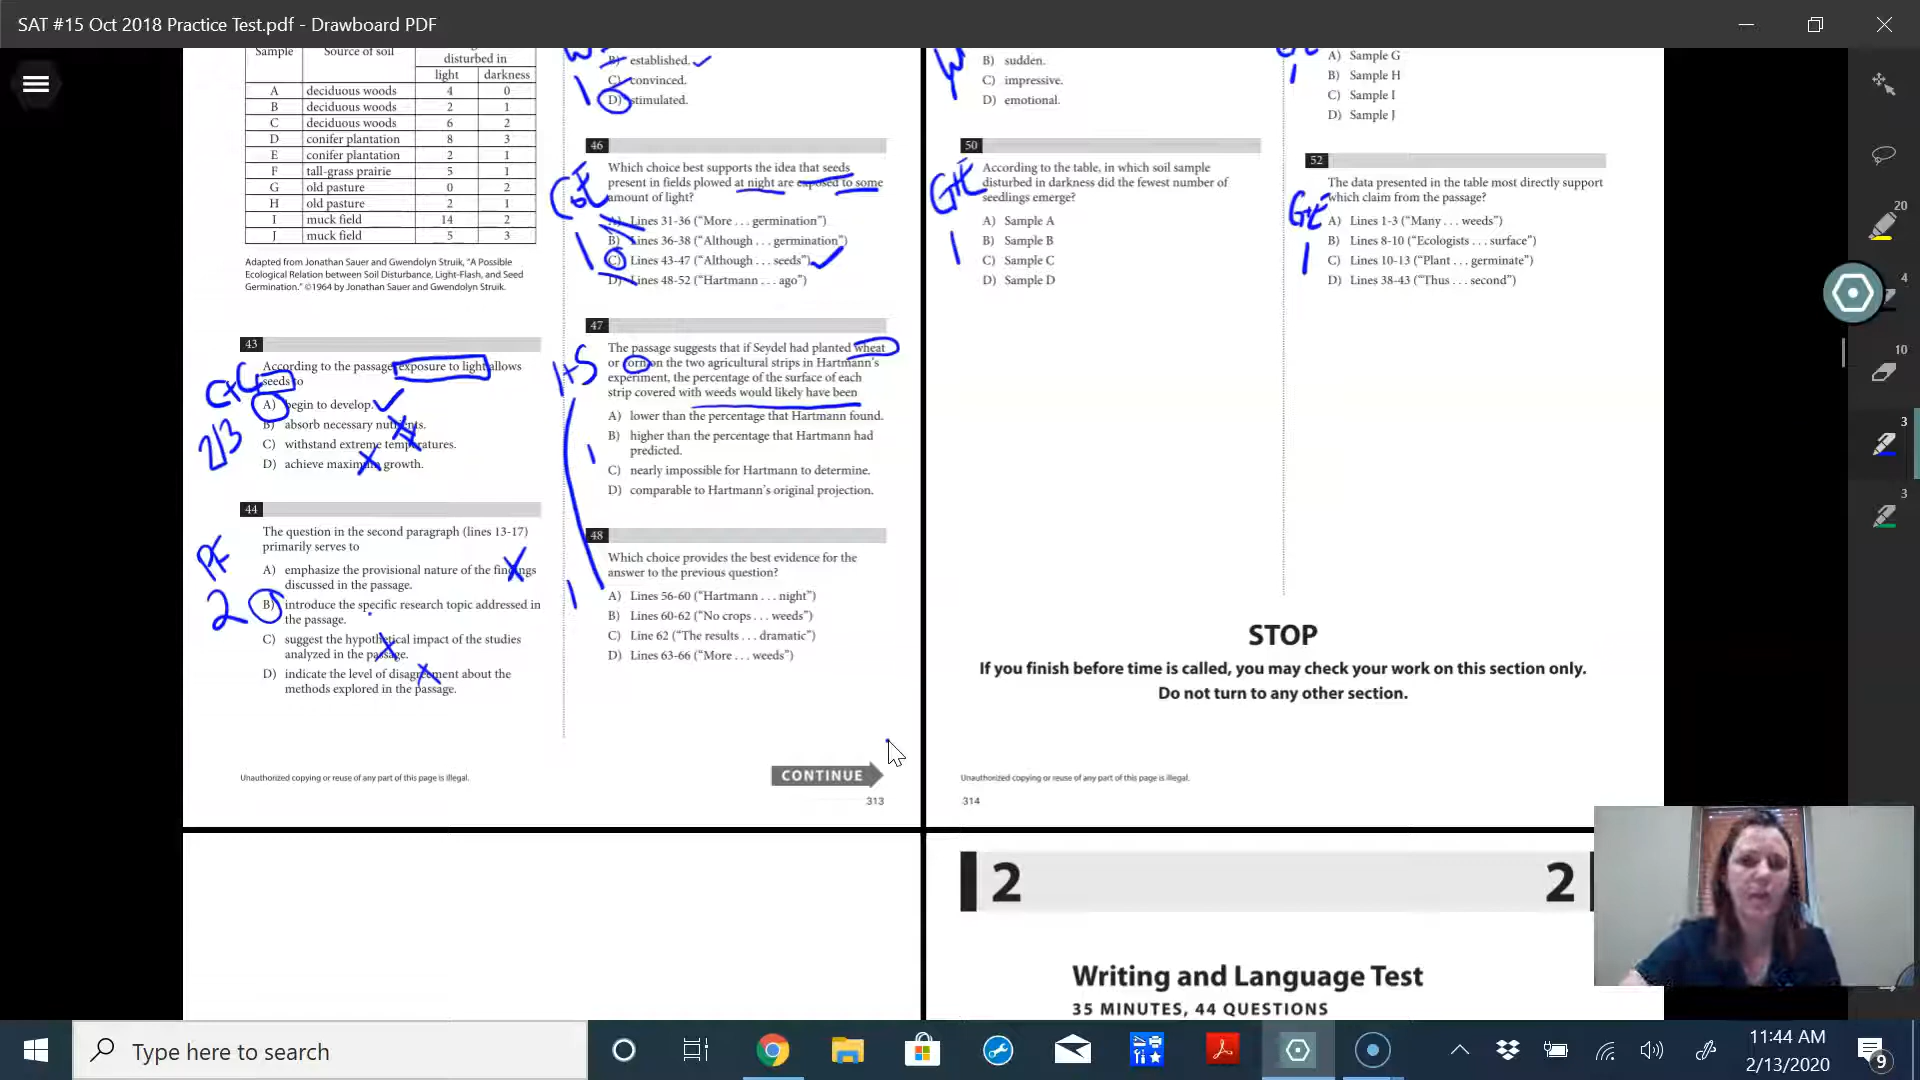 SAT #15 Oct 2018 Practice Test.pdf - Drawboard PDF
Sample Source of soil
disturbed in
light darkness
A deciduous woods 4 0
B deciduous woods 2 1
C deciduous woods 6 2
D conifer plantation 8 3
E conifer plantation 2 1
F tall-grass prairie 5 1
G old pasture 0 2
H old pasture 2 1
I muck field 14 2
J muck field 5 3
Adapted from Jonathan Sauer and Gwendolyn Struik, "A Possible
Ecological Relation between Soil Disturbance, Light-Flash, and Seed
Germination." ©1964 by Jonathan Sauer and Gwendolyn Struik.
43
According to the passage, exposure to light allows
seeds to
A) begin to develop.
B) absorb necessary nutrients.
C) withstand extreme temperatures.
D) achieve maximum growth.
C+C
2/3
44
The question in the second paragraph (lines 13-17)
primarily serves to
A) emphasize the provisional nature of the findings
discussed in the passage.
B) introduce the specific research topic addressed in
the passage.
C) suggest the hypothetical impact of the studies
analyzed in the passage.
D) indicate the level of disagreement about the
methods explored in the passage.
PF
2
B) established.
C) convinced.
D) stimulated.
1
46
Which choice best supports the idea that seeds
present in fields plowed at night are exposed to some
amount of light?
A) Lines 31-36 ("More . . . germination")
B) Lines 36-38 ("Although . . . germination")
C) Lines 43-47 ("Although . . . seeds")
D) Lines 48-52 ("Hartmann . . . ago")
COE
1
47
The passage suggests that if Seydel had planted wheat
or corn on the two agricultural strips in Hartmann's
experiment, the percentage of the surface of each
strip covered with weeds would likely have been
A) lower than the percentage that Hartmann found.
B) higher than the percentage that Hartmann had
predicted.
C) nearly impossible for Hartmann to determine.
D) comparable to Hartmann's original projection.
I+S
1
48
Which choice provides the best evidence for the
answer to the previous question?
A) Lines 56-60 ("Hartmann . . . night")
B) Lines 60-62 ("No crops . . . weeds")
C) Line 62 ("The results . . . dramatic")
D) Lines 63-66 ("More . . . weeds")
1
Unauthorized copying or reuse of any part of this page is illegal.
CONTINUE
313
B) sudden.
C) impressive.
D) emotional.
50
According to the table, in which soil sample
disturbed in darkness did the fewest number of
seedlings emerge?
A) Sample A
B) Sample B
C) Sample C
D) Sample D
G+E
1
A) Sample G
B) Sample H
C) Sample I
D) Sample J
1
52
The data presented in the table most directly support
which claim from the passage?
A) Lines 1-3 ("Many . . . weeds")
B) Lines 8-10 ("Ecologists . . . surface")
C) Lines 10-13 ("Plant . . . germinate")
D) Lines 38-43 ("Thus . . . second")
G+E
1
STOP
If you finish before time is called, you may check your work on this section only.
Do not turn to any other section.
Unauthorized copying or reuse of any part of this page is illegal.
314
2 2
Writing and Language Test
35 MINUTES, 44 QUESTIONS
20
4
10
3
3
Type here to search
11:44 AM
2/13/2020
9